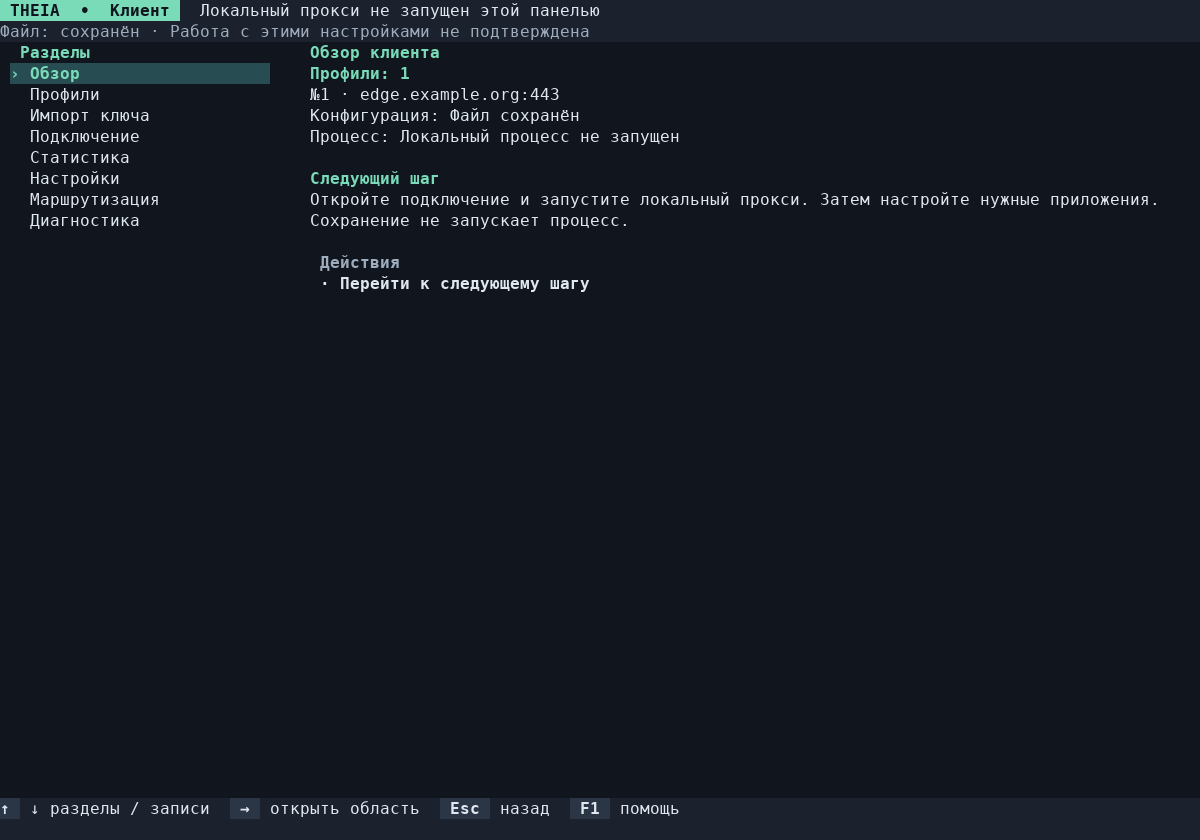 THEIA • Клиент Локальный прокси не запущен этой панелью
Файл: сохранён · Работа с этими настройками не подтверждена
Разделы
› Обзор
Профили
Импорт ключа
Подключение
Статистика
Настройки
Маршрутизация
Диагностика
Обзор клиента
Профили: 1
№1 · edge.example.org:443
Конфигурация: Файл сохранён
Процесс: Локальный процесс не запущен
Следующий шаг
Откройте подключение и запустите локальный прокси. Затем настройте нужные приложения.
Сохранение не запускает процесс.
Действия
· Перейти к следующему шагу
↑ ↓ разделы / записи → открыть область Esc назад F1 помощь